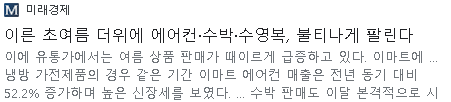 M 미래경제
이른 초여름 더위에 에어컨·수박·수영복, 불티나게 팔린다
이에 유통가에서는 여름 상품 판매가 때이르게 급증하고 있다. 이마트에 ...
냉방 가전제품의 경우 같은 기간 이마트 에어컨 매출은 전년 동기 대비
52.2% 증가하며 높은 신장세를 보였다. ... 수박 판매도 이달 본격적으로 시